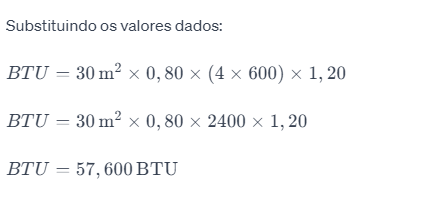 Substituindo os valores dados:
BTU = 30 m² × 0,80 × (4 × 600) × 1,20
BTU = 30 m² × 0,80 × 2400 × 1,20
BTU = 57,600 BTU